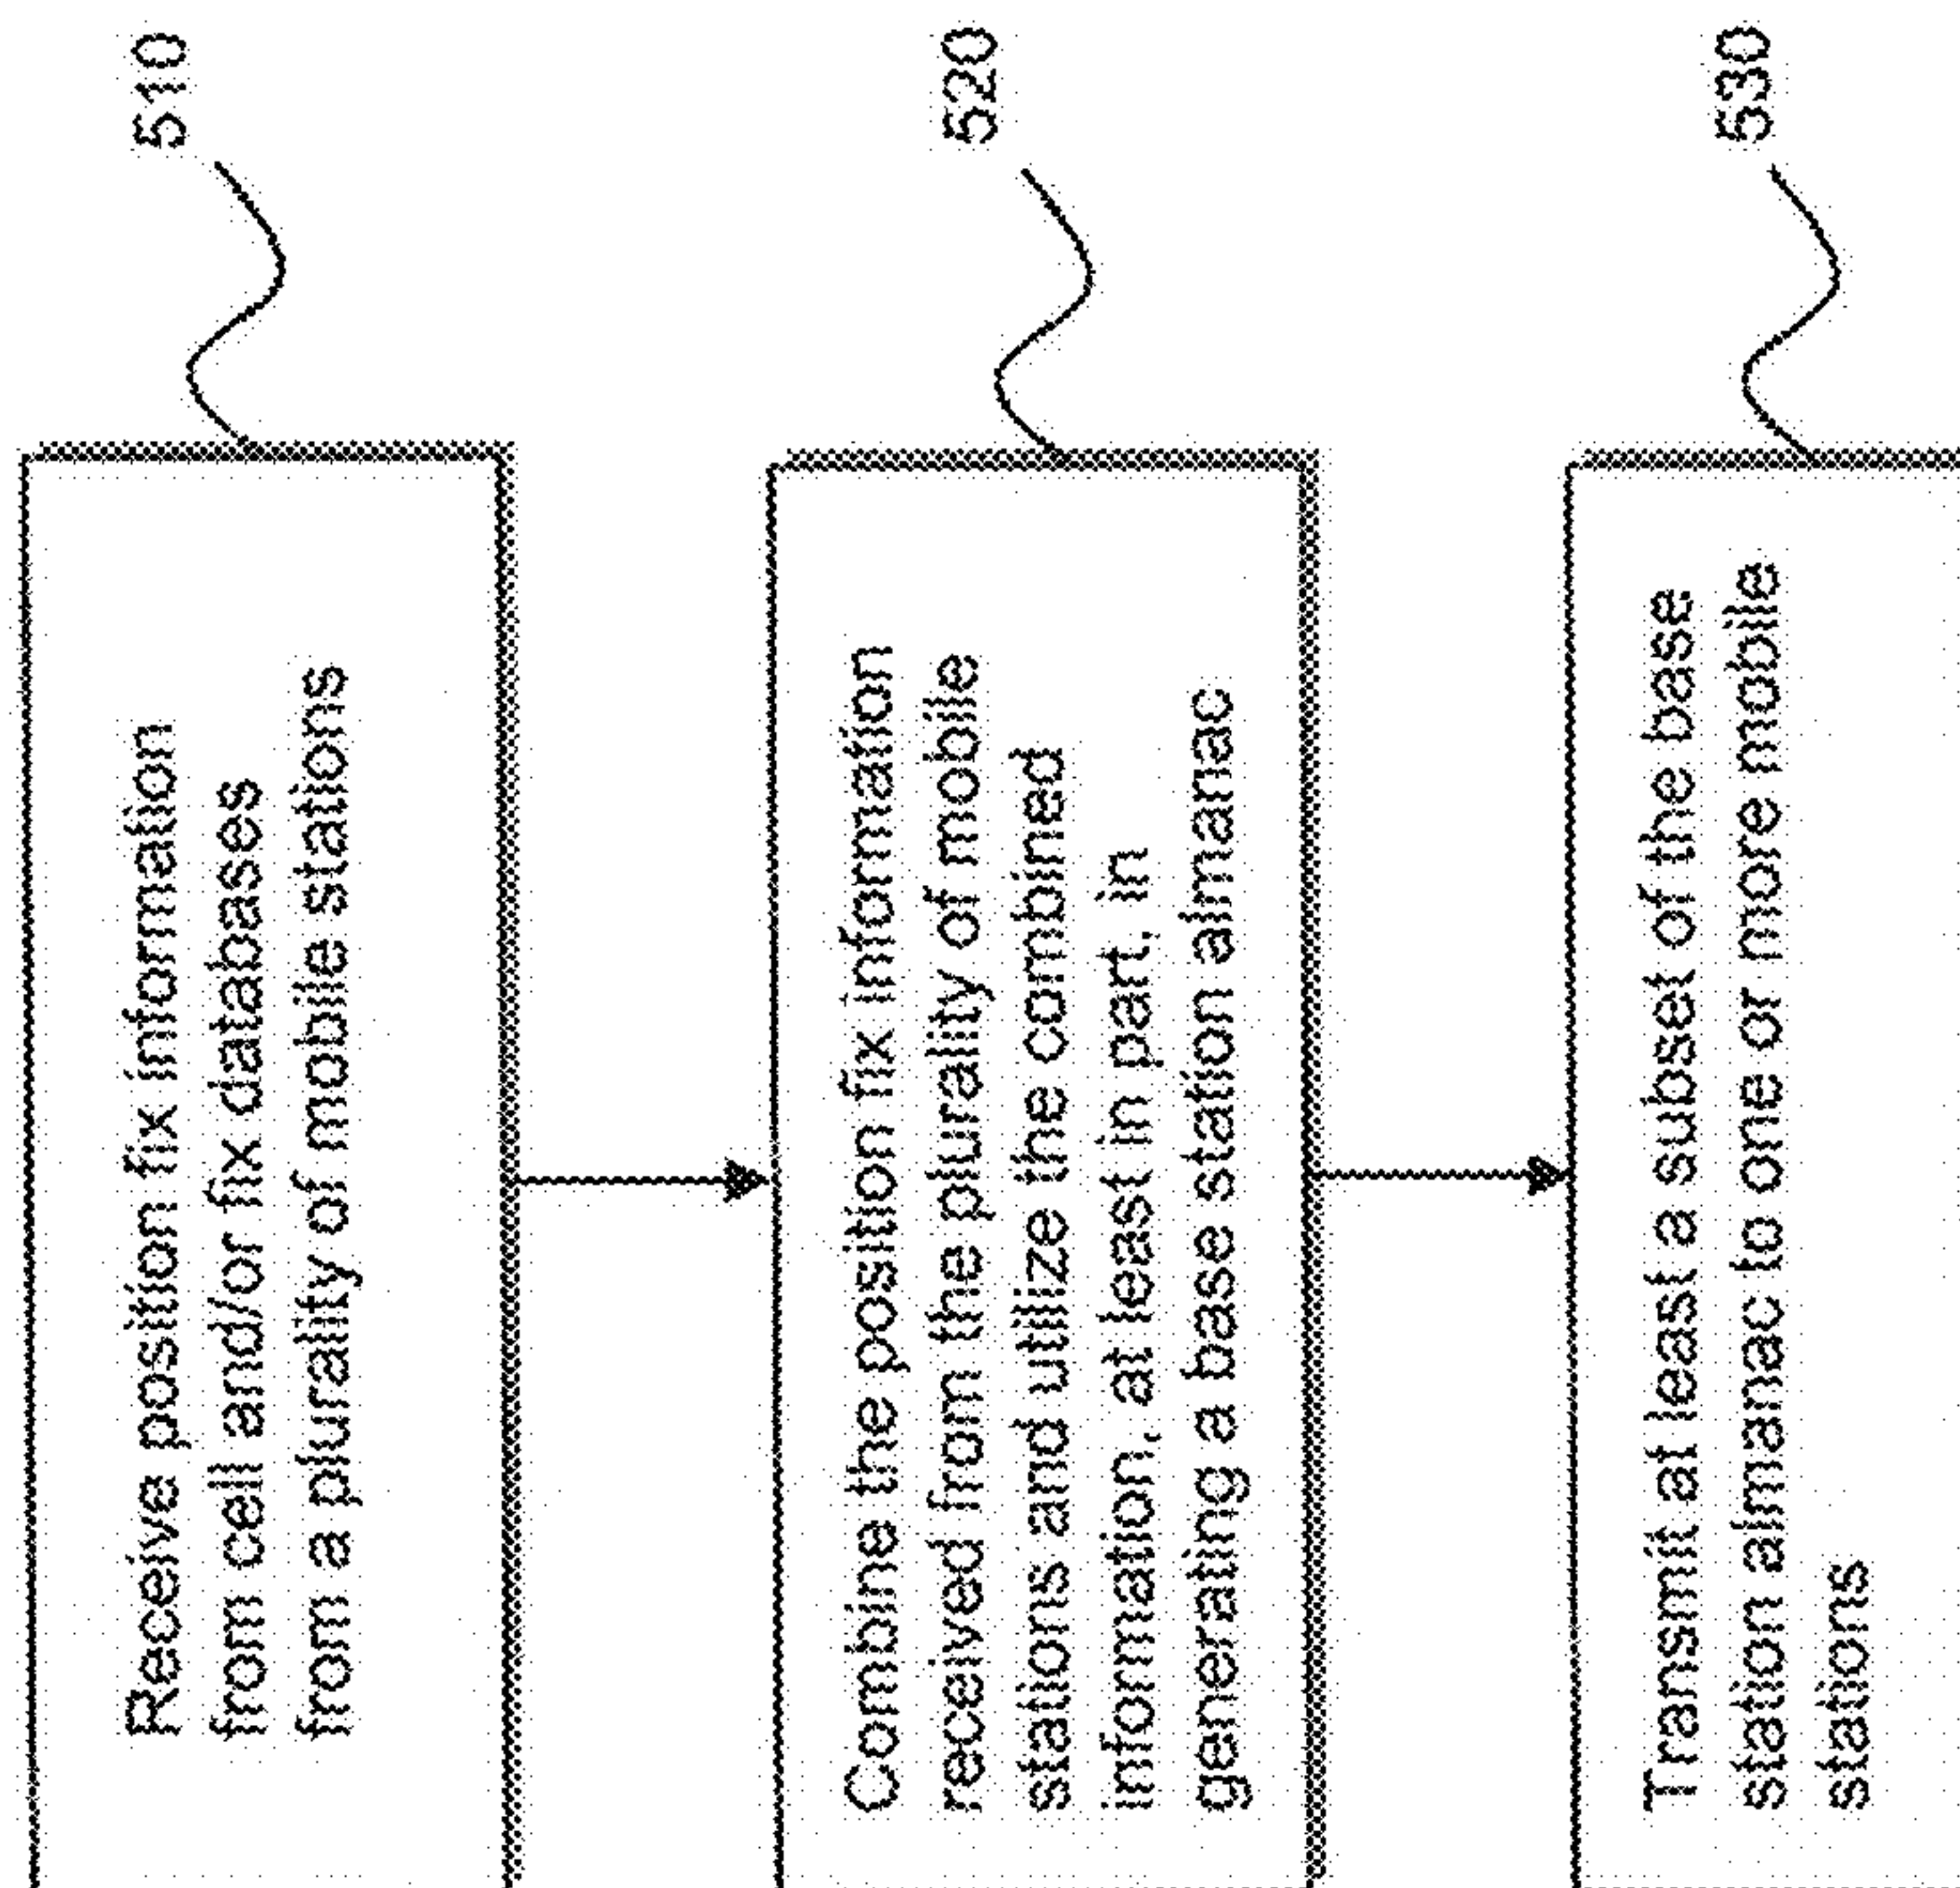 Receive position fix information
from cell and/or fix databases
from a plurality of mobile stations
510
Combine the position fix information
received from the plurality of mobile
stations and utilize the combined
information, at least in part, in
generating a base station almanac
520
Transmit at least a subset of the base
station almanac to one or more mobile
stations
530